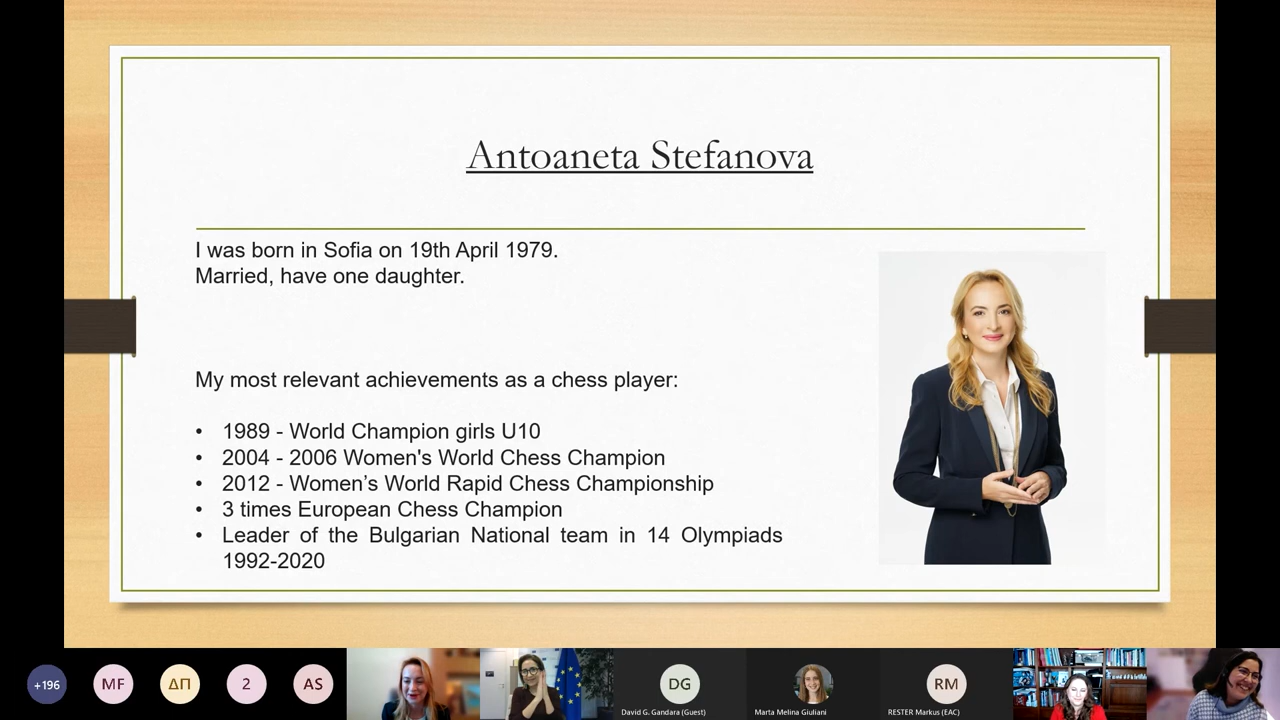 Antoaneta Stefanova
I was born in Sofia on 19th April 1979.
Married, have one daughter.
My most relevant achievements as a chess player:
• 1989 - World Champion girls U10
• 2004 - 2006 Women's World Chess Champion
• 2012 - Women’s World Rapid Chess Championship
• 3 times European Chess Champion
• Leader of the Bulgarian National team in 14 Olympiads
1992-2020
+196
MF
ΔΠ
2
AS
DG
David G. Gandara (Guest)
Marta Melina Giuliani
RM
RESTER Markus (EAC)